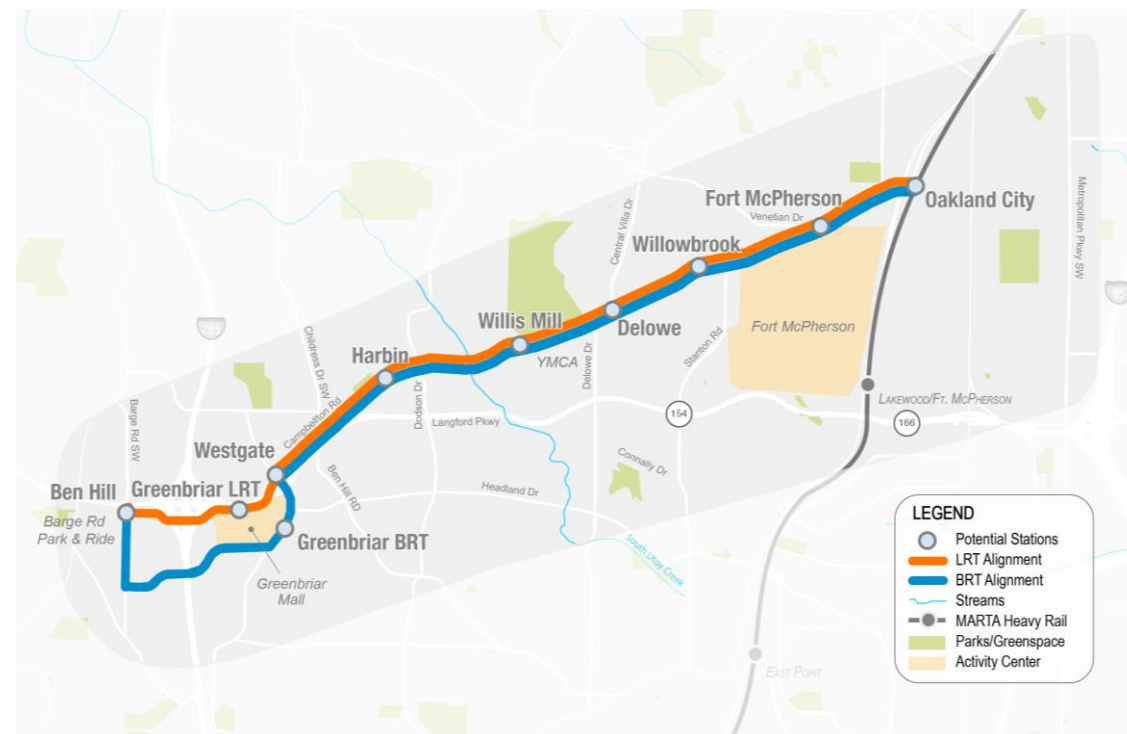 Fort McPherson
Oakland City
Venetian Dr
Central Villa Dr
Metropolitan Pkwy SW
Willowbrook
85
Willis Mill
Delowe
Fort McPherson
285
Childress Dr SW
Harbin
YMCA
Stanton Rd
Delowe Dr
Dodson Dr
LAKEWOOD/FT. MCPHERSON
Barge Rd SW
Campbellton Rd
Langford Pkwy
154
166
Westgate
Connally Dr
Ben Hill RD
Ben Hill
Greenbriar LRT
Headland Dr
Barge Rd
Park & Ride
Greenbriar BRT
South Utoy Creek
Greenbriar
Mall
EAST POINT
LEGEND
Potential Stations
LRT Alignment
BRT Alignment
Streams
MARTA Heavy Rail
Parks/Greenspace
Activity Center